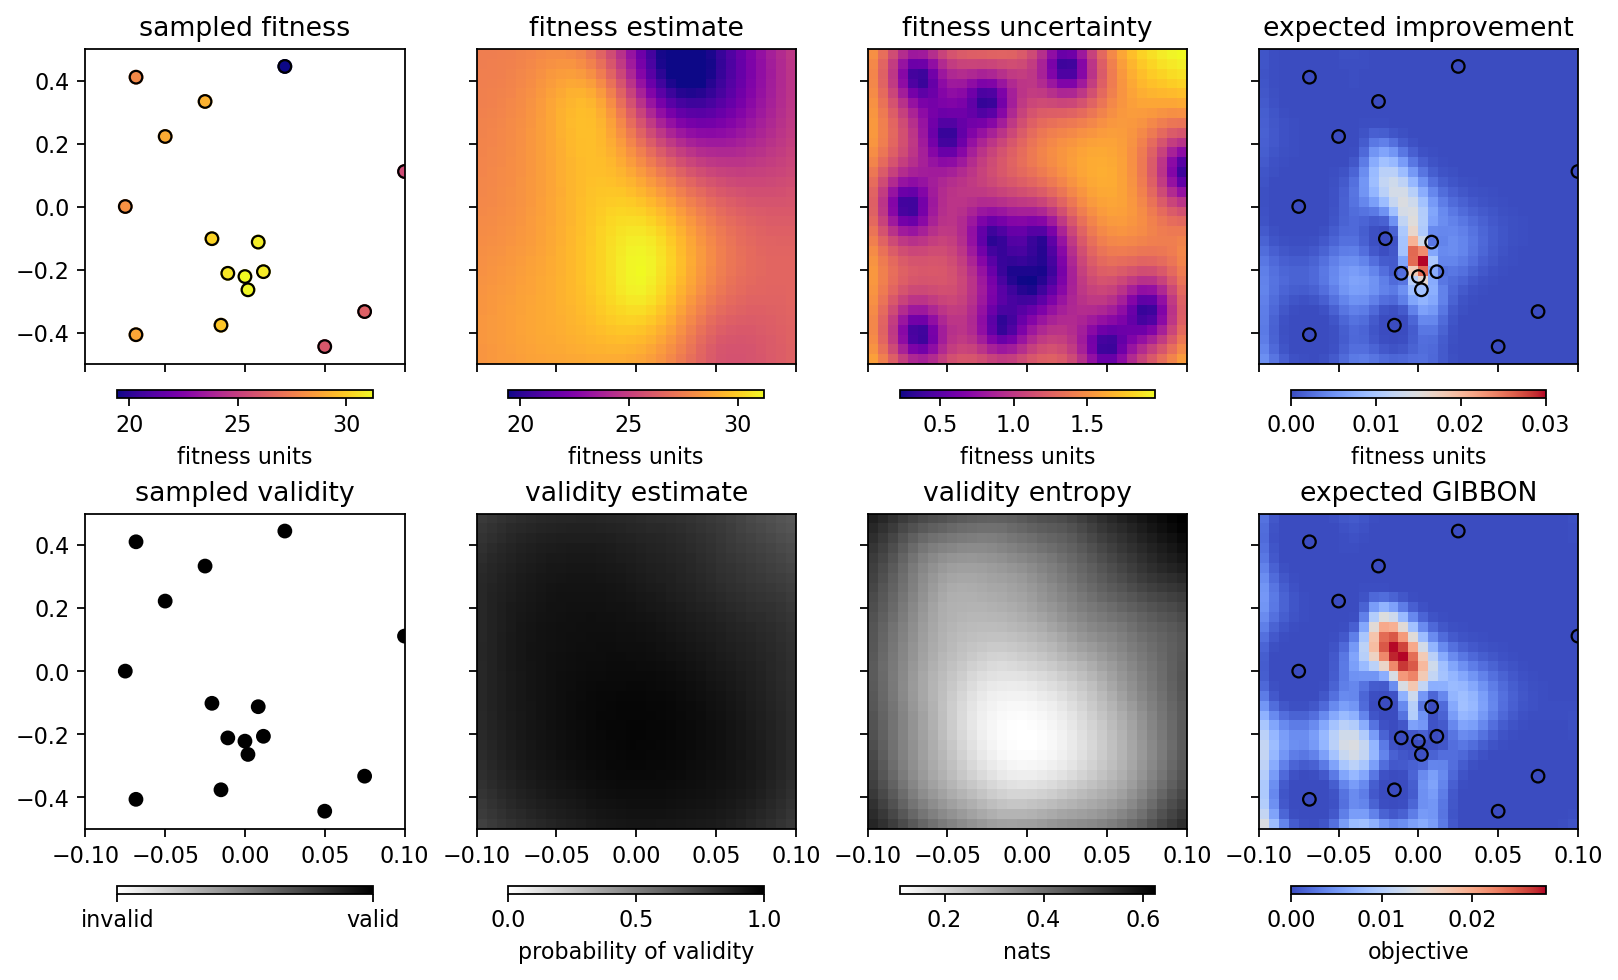 sampled fitness
fitness estimate
fitness uncertainty
expected improvement
0.4
0.2
0.0
−0.2
−0.4
20 25 30
fitness units
20 25 30
fitness units
0.5 1.0 1.5
fitness units
0.00 0.01 0.02 0.03
fitness units
sampled validity
validity estimate
validity entropy
expected GIBBON
0.4
0.2
0.0
−0.2
−0.4
−0.10 −0.05 0.00 0.05 0.10
−0.10 −0.05 0.00 0.05 0.10
−0.10 −0.05 0.00 0.05 0.10
−0.10 −0.05 0.00 0.05 0.10
invalid valid
0.0 0.5 1.0
probability of validity
0.2 0.4 0.6
nats
0.00 0.01 0.02
objective